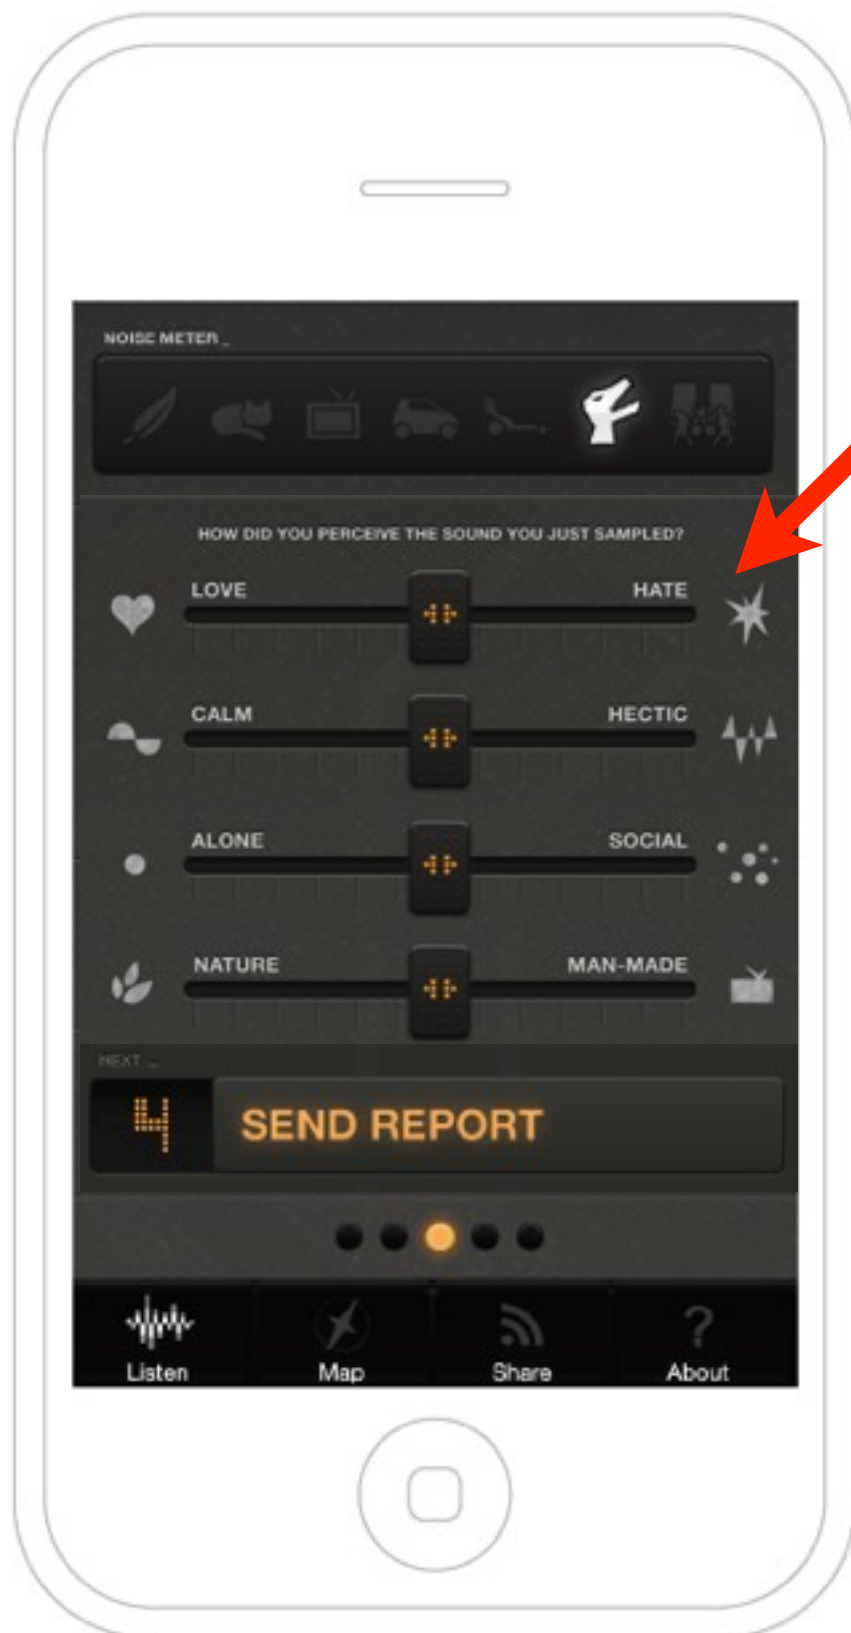 NOISE METER _
HOW DID YOU PERCEIVE THE SOUND YOU JUST SAMPLED?
LOVE HATE
CALM HECTIC
ALONE SOCIAL
NATURE MAN-MADE
NEXT _
4 SEND REPORT
Listen Map Share About